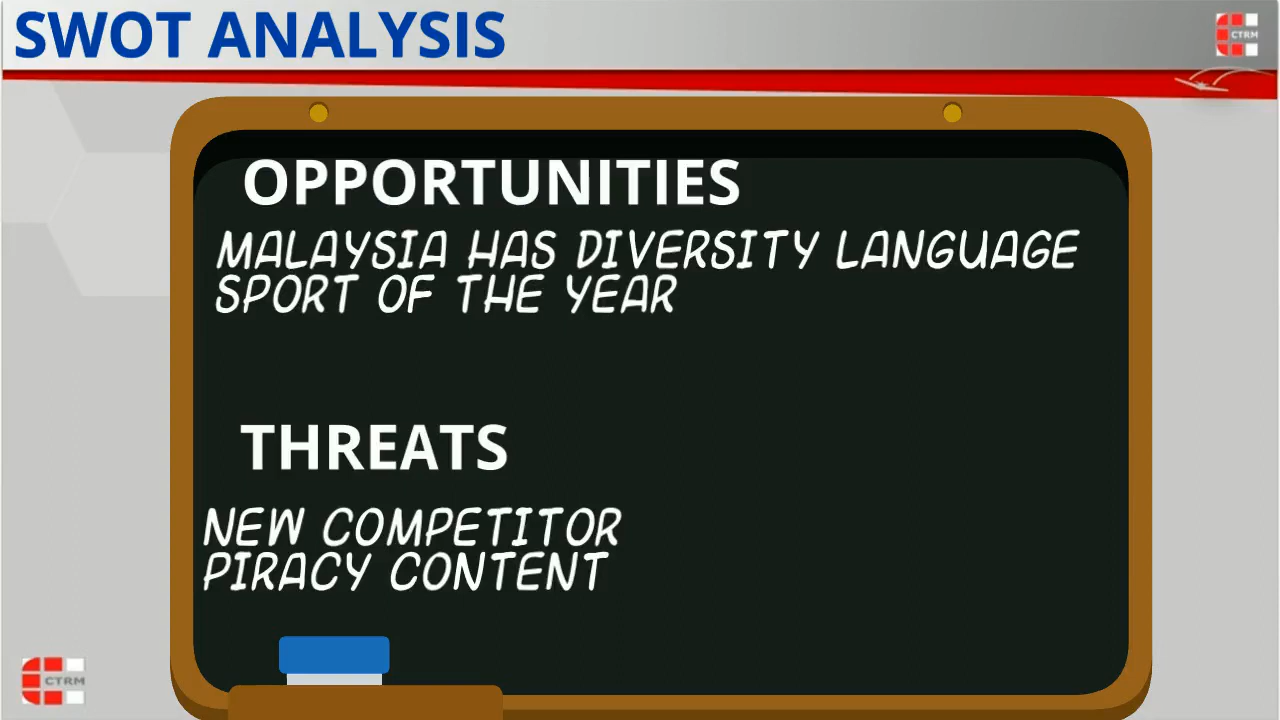 SWOT ANALYSIS
CTRM
OPPORTUNITIES
MALAYSIA HAS DIVERSITY LANGUAGE
SPORT OF THE YEAR
THREATS
NEW COMPETITOR
PIRACY CONTENT
CTRM